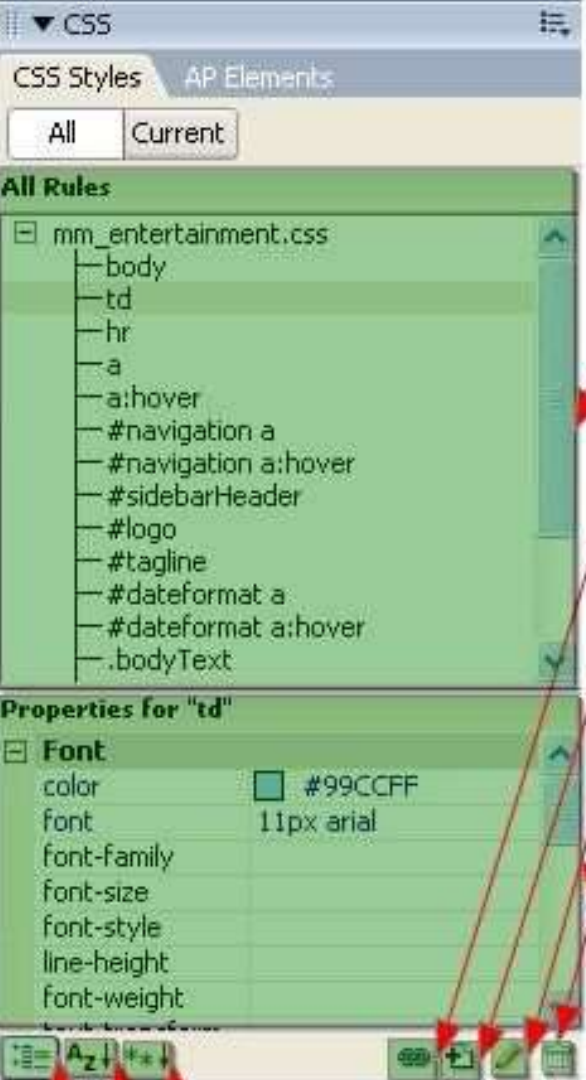 CSS
CSS Styles AP Elements
All Current
All Rules
mm_entertainment.css
body
td
hr
a
a:hover
#navigation a
#navigation a:hover
#sidebarHeader
#logo
#tagline
#dateformat a
#dateformat a:hover
.bodyText
Properties for "td"
Font
color #99CCFF
font 11px arial
font-family
font-size
font-style
line-height
font-weight
AZ **